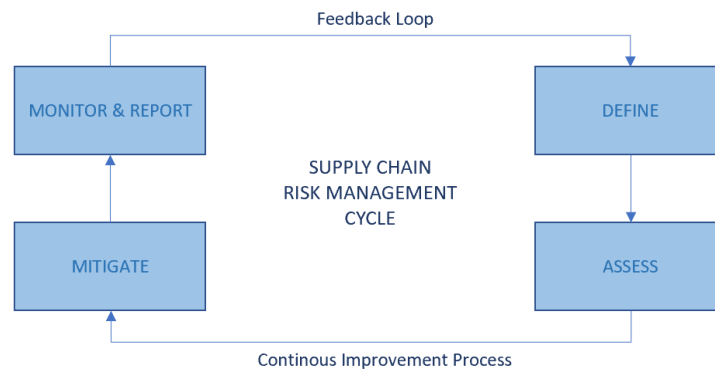 Feedback Loop
MONITOR & REPORT
DEFINE
SUPPLY CHAIN
RISK MANAGEMENT
CYCLE
MITIGATE
ASSESS
Continous Improvement Process